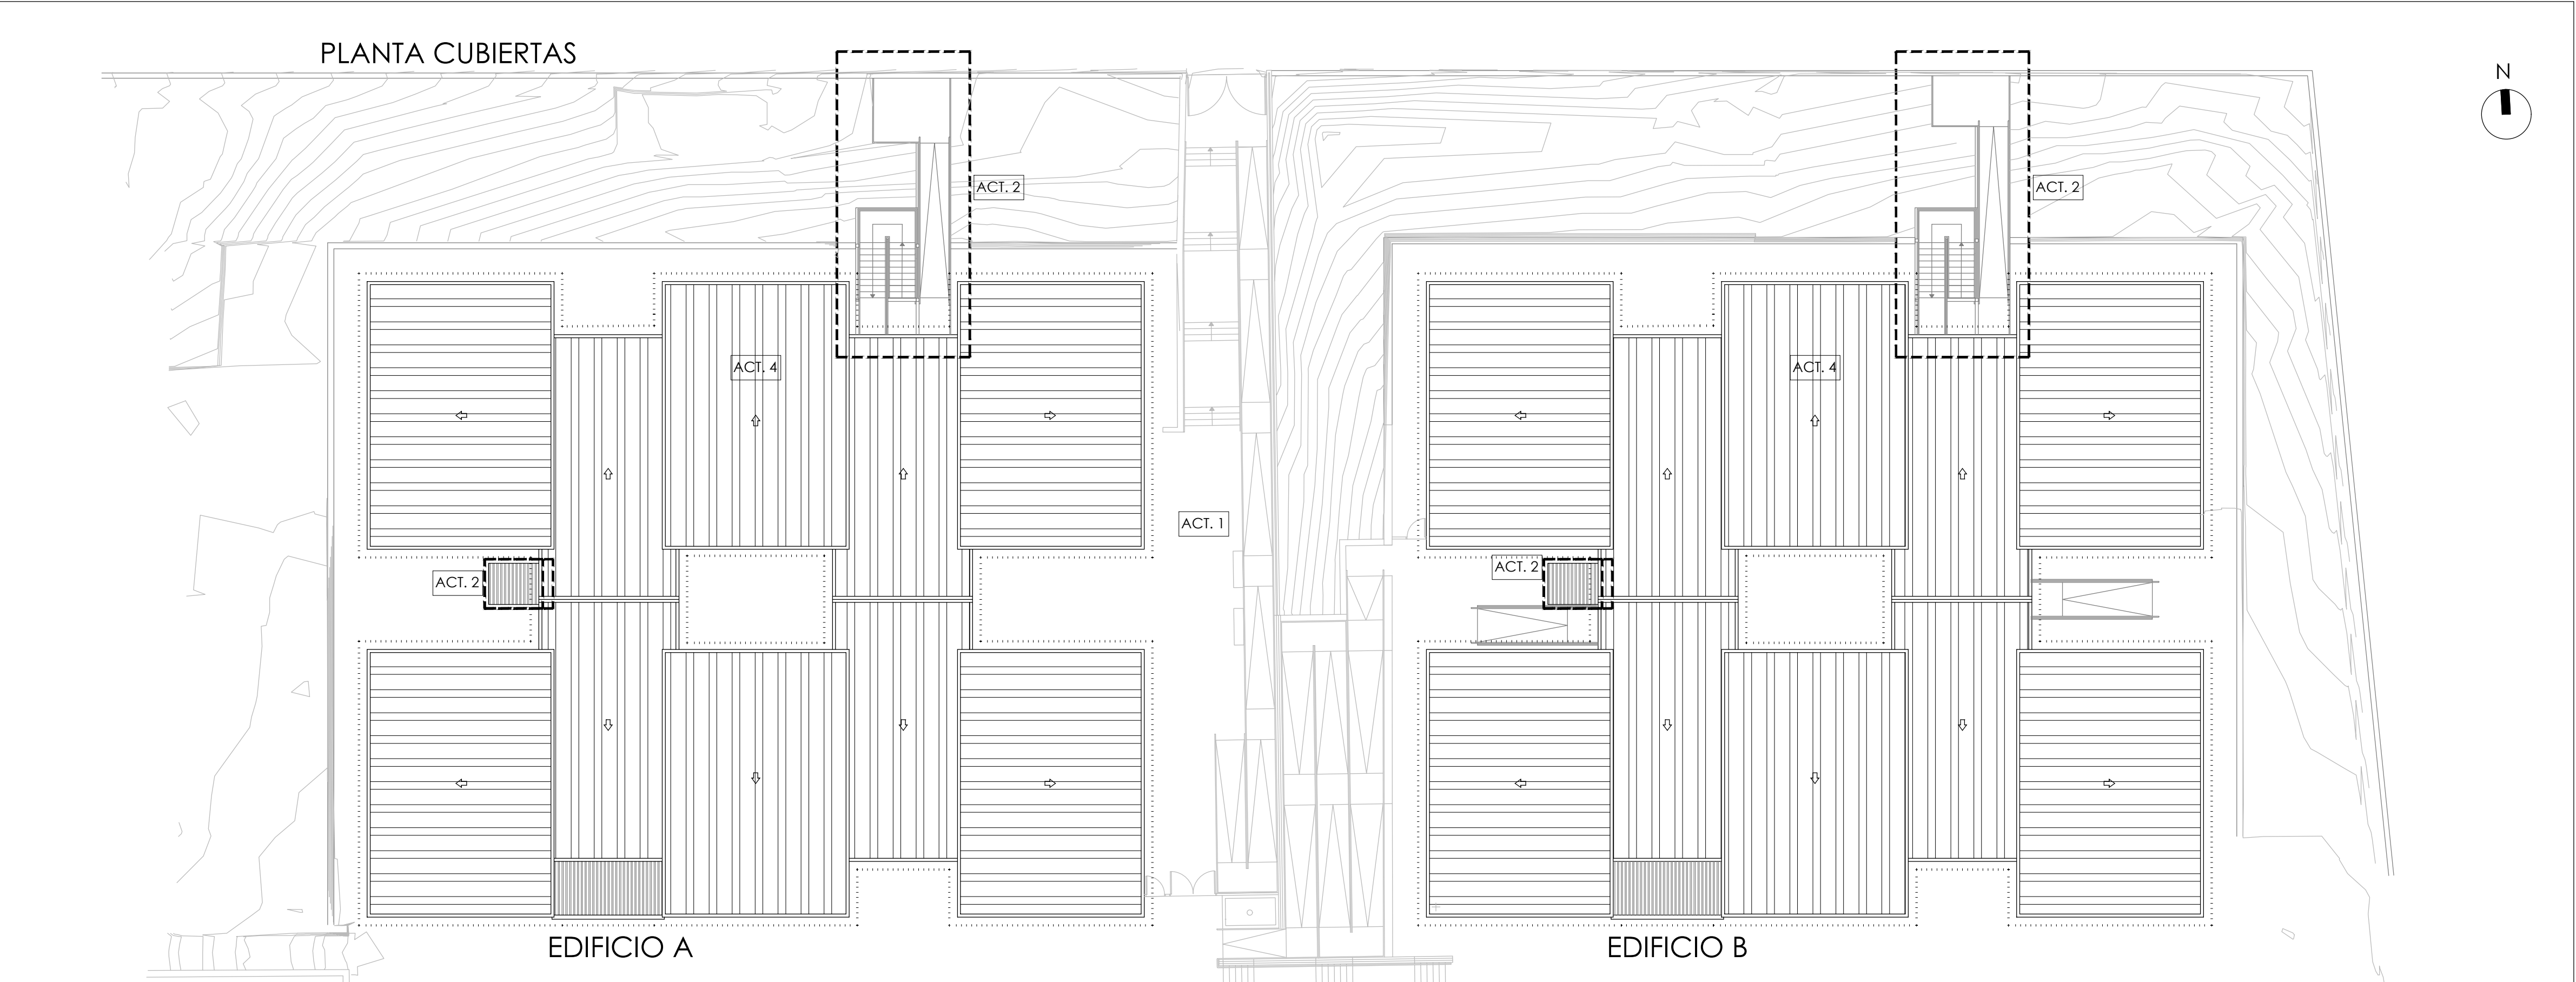 PLANTA CUBIERTAS
N
ACT. 2
ACT. 2
ACT. 4
ACT. 4
ACT. 1
ACT. 2
ACT. 2
EDIFICIO A
EDIFICIO B